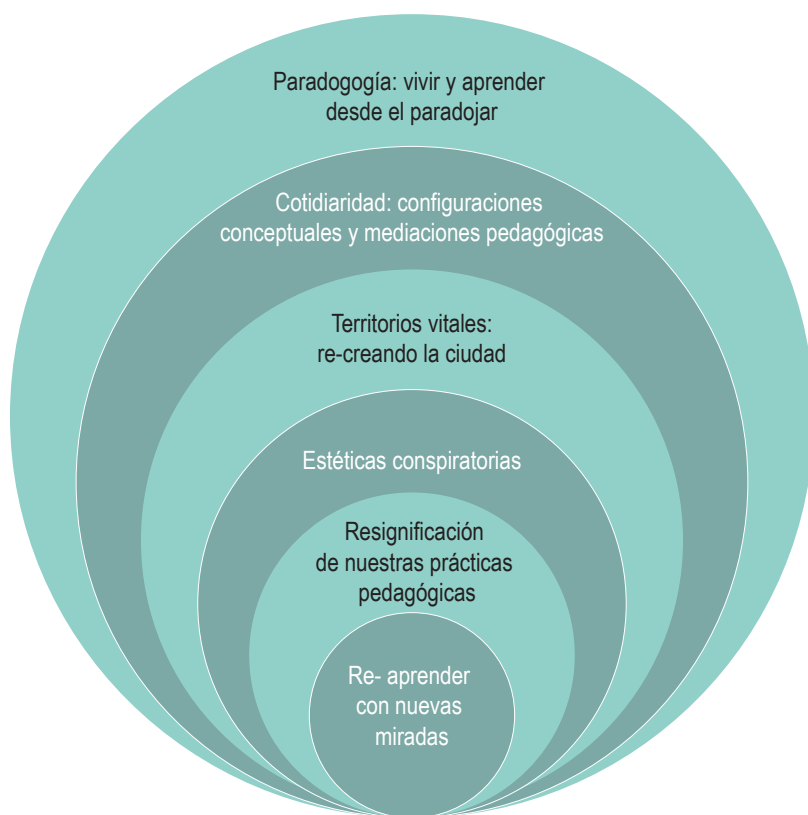 Paradogogía: vivir y aprender
desde el paradojar
Cotidiaridad: configuraciones
conceptuales y mediaciones pedagógicas
Territorios vitales:
re-creando la ciudad
Estéticas conspiratorias
Resignificación
de nuestras prácticas
pedagógicas
Re- aprender
con nuevas
miradas